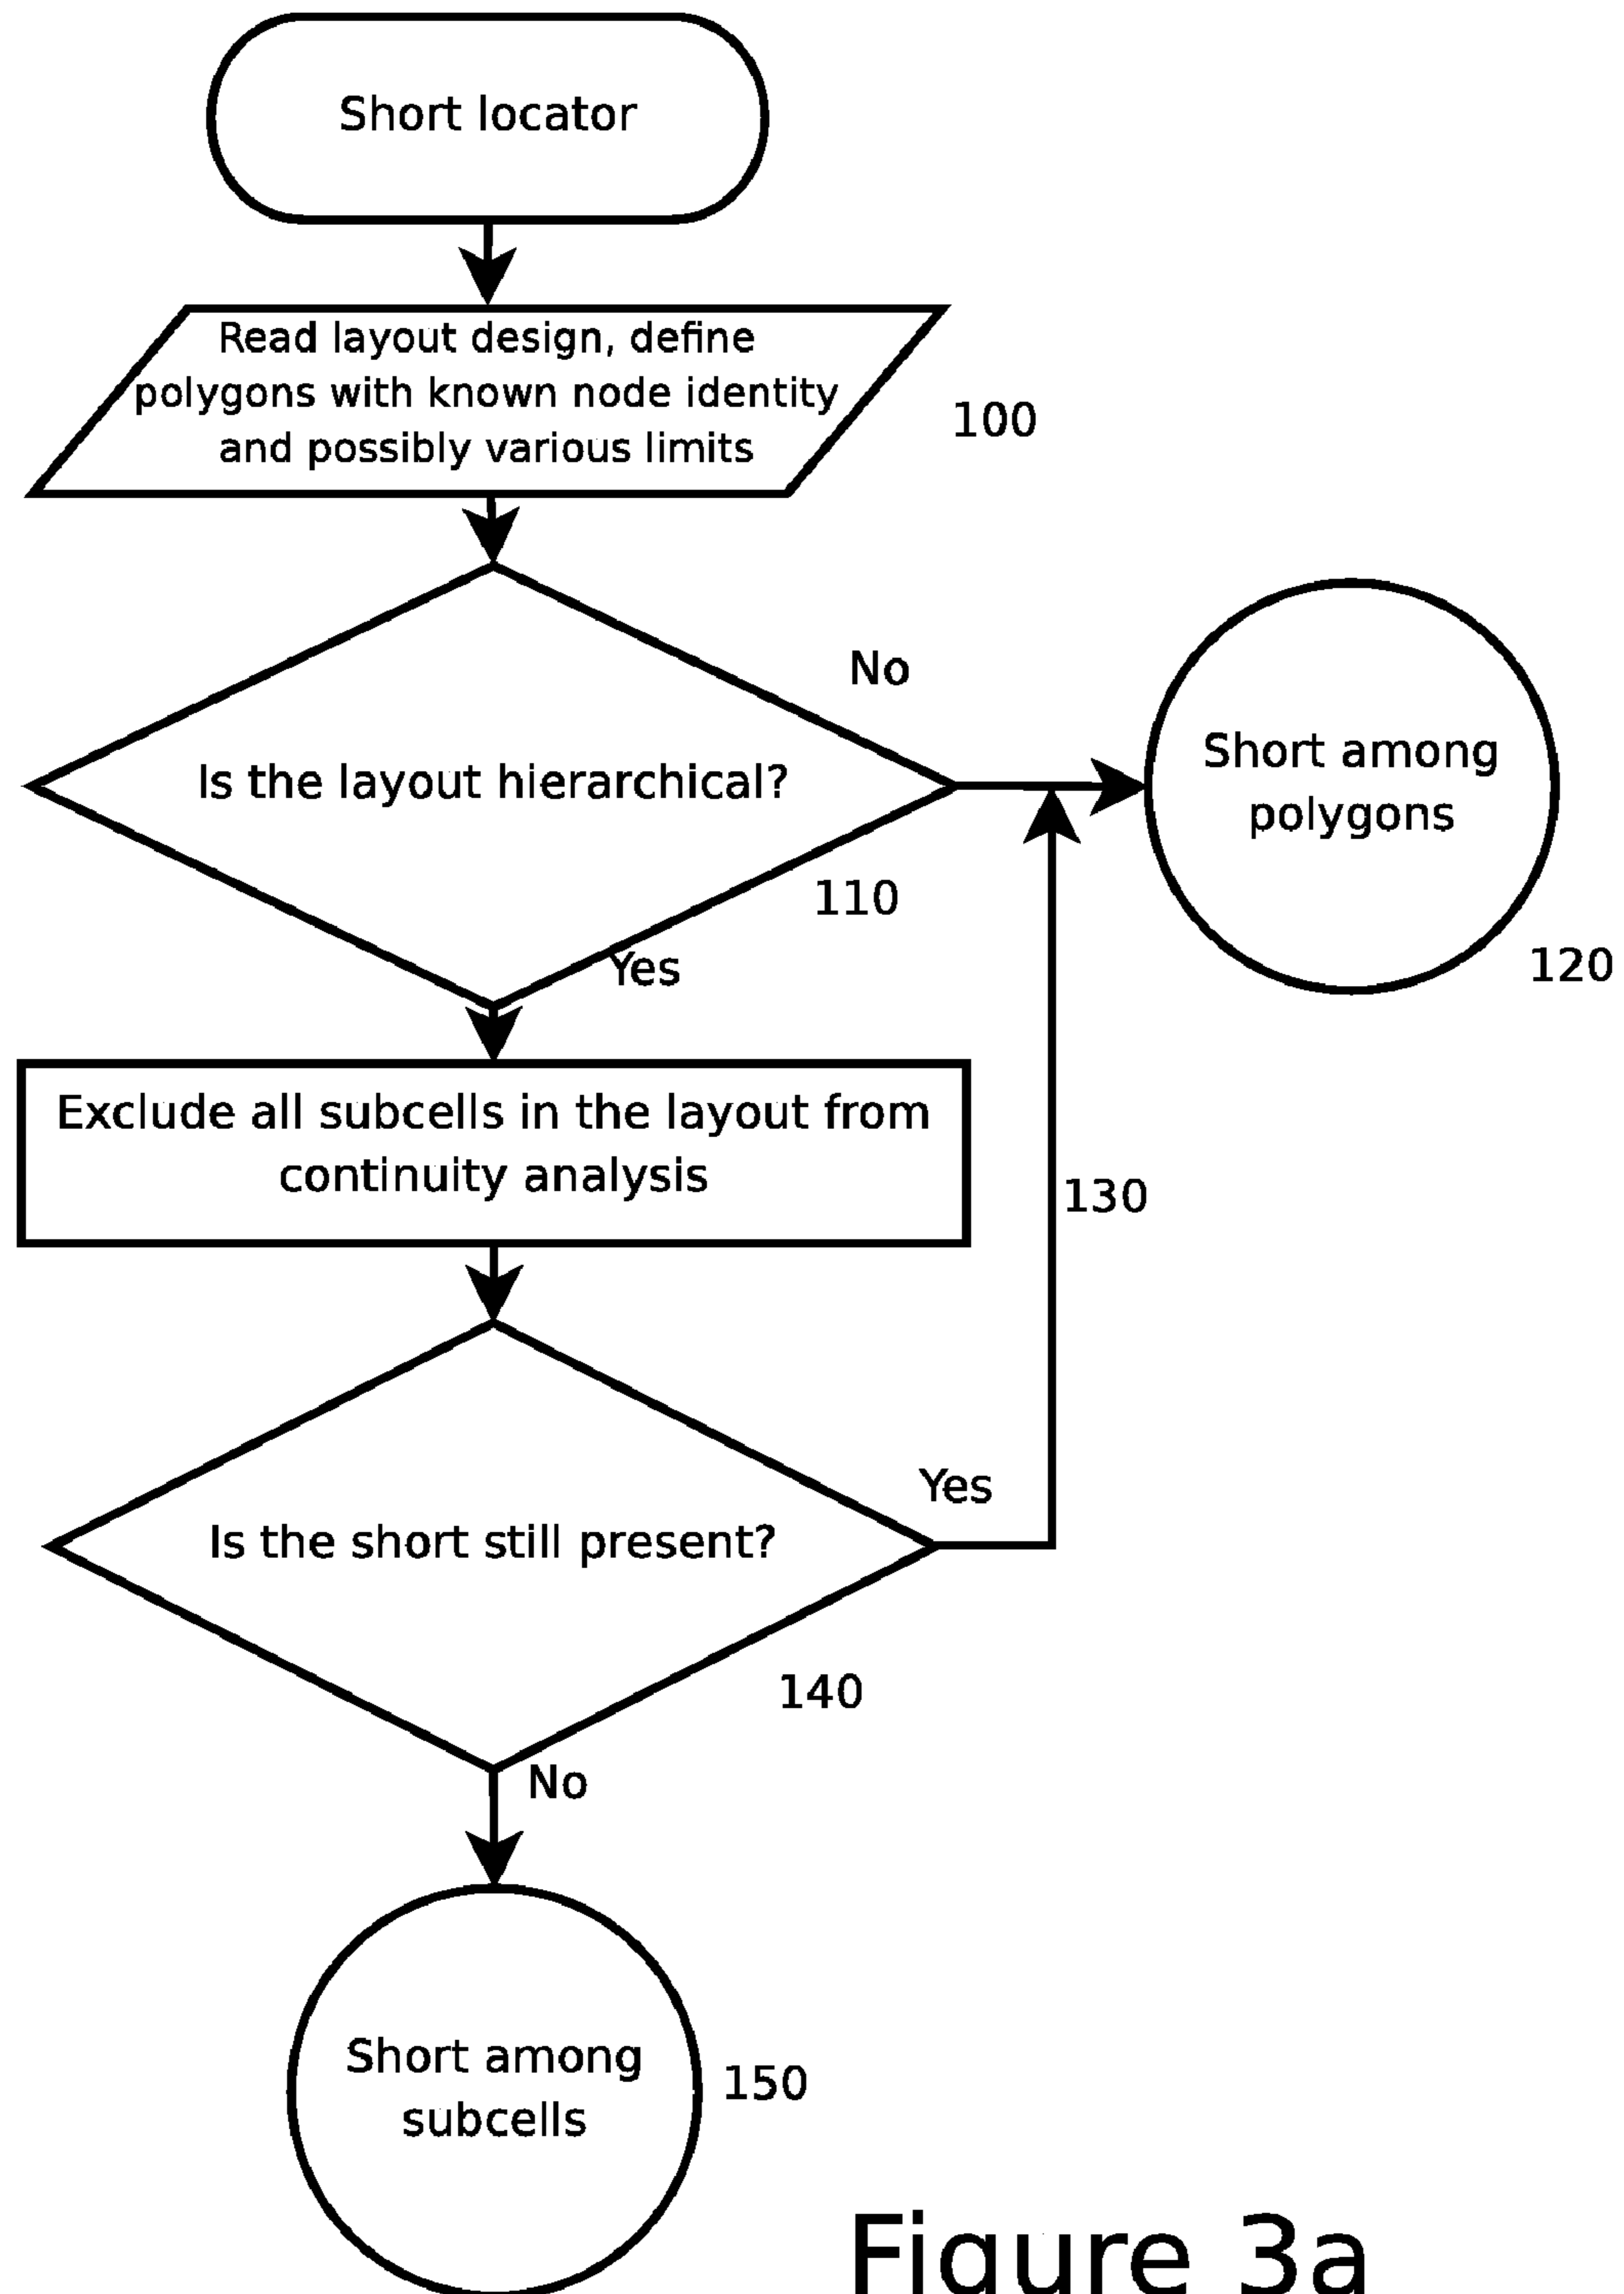 Short locator
Read layout design, define
polygons with known node identity
and possibly various limits
100
No
Is the layout hierarchical?
Short among
polygons
110
120
Yes
Exclude all subcells in the layout from
continuity analysis
130
Yes
Is the short still present?
140
No
Short among
subcells
150
Figure 3a